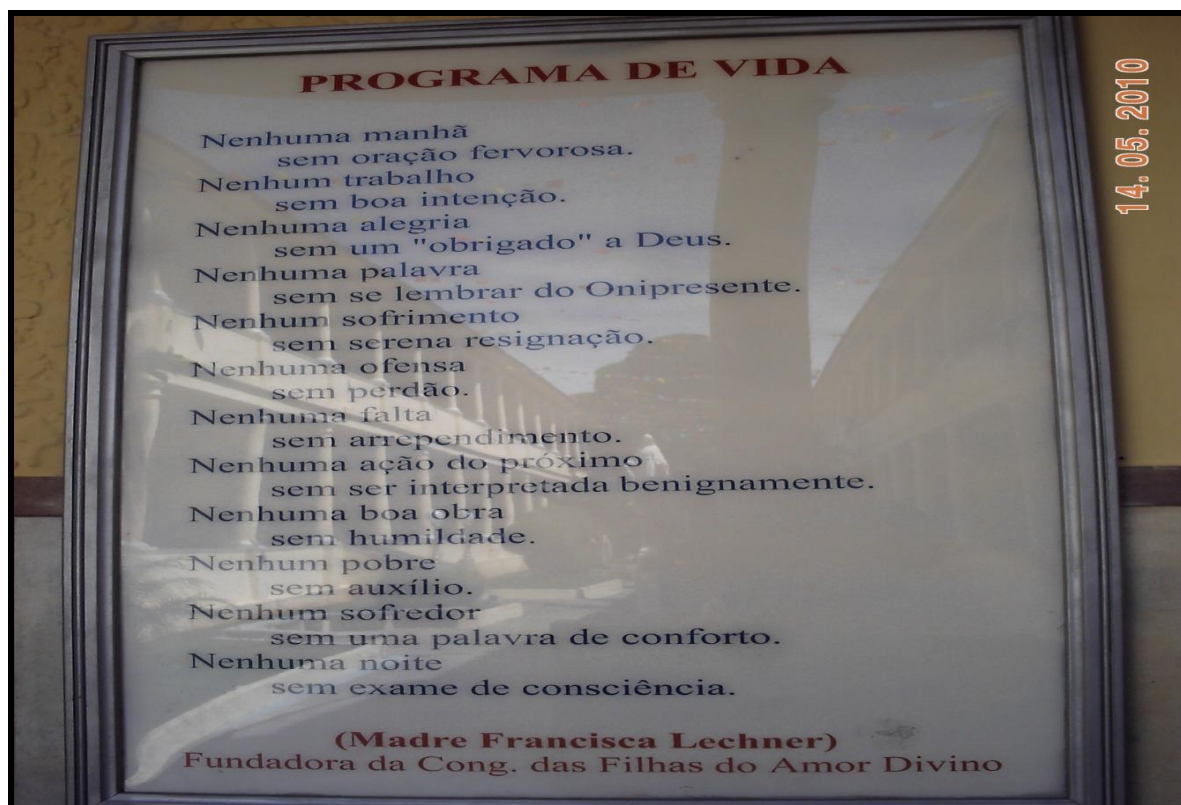 PROGRAMA DE VIDA
Nenhuma manhã
sem oração fervorosa.
Nenhum trabalho
sem boa intenção.
Nenhuma alegria
sem um "obrigado" a Deus.
Nenhuma palavra
sem se lembrar do Onipresente.
Nenhum sofrimento
sem serena resignação.
Nenhuma ofensa
sem perdão.
Nenhuma falta
sem arrependimento.
Nenhuma ação do próximo
sem ser interpretada benignamente.
Nenhuma boa obra
sem humildade.
Nenhum pobre
sem auxílio.
Nenhum sofredor
sem uma palavra de conforto.
Nenhuma noite
sem exame de consciência.
(Madre Francisca Lechner)
Fundadora da Cong. das Filhas do Amor Divino
14. 05. 2010